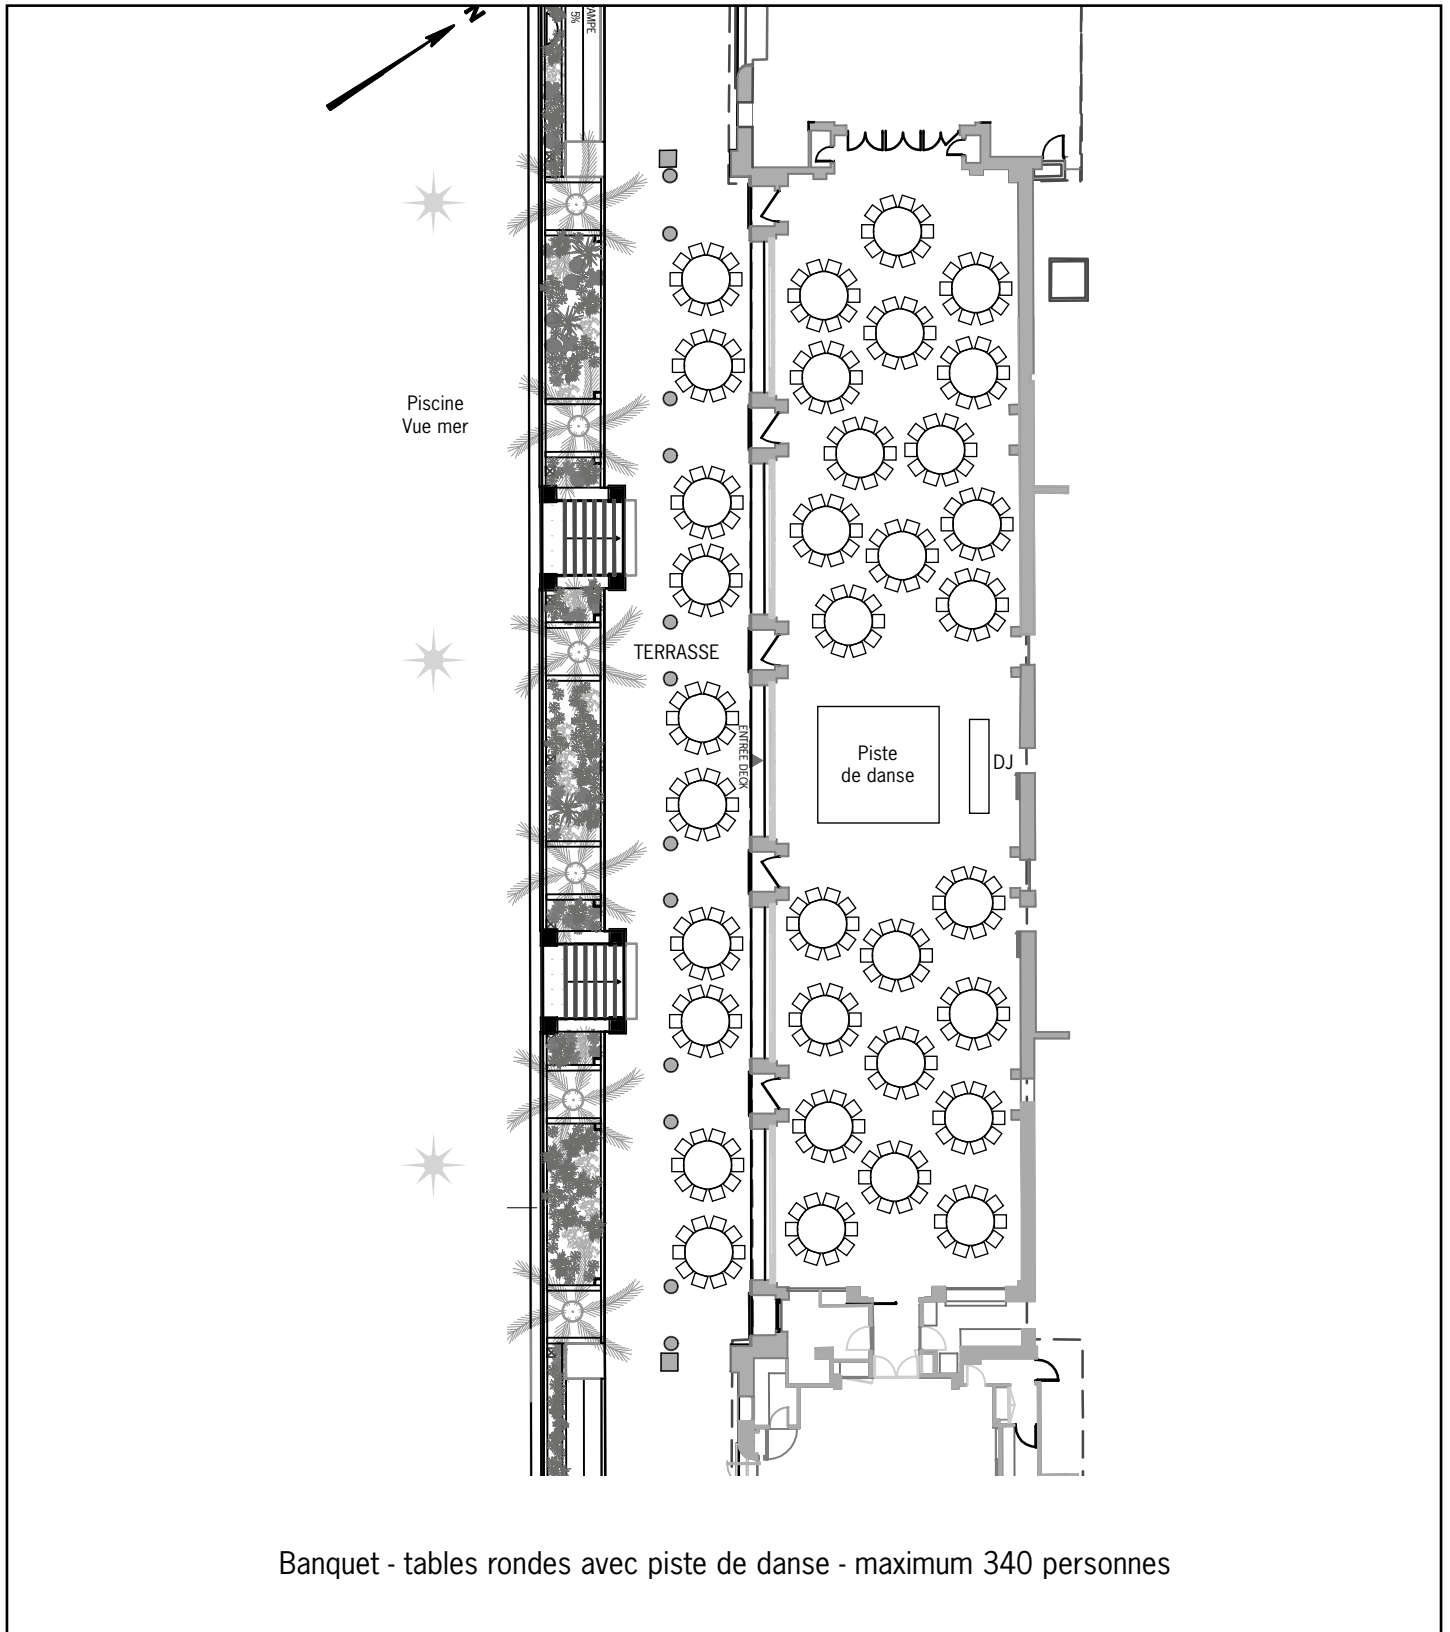 N
RAMPE
5%
Piscine
Vue mer
TERRASSE
ENTREE DECK
Piste
de danse
DJ
Banquet - tables rondes avec piste de danse - maximum 340 personnes